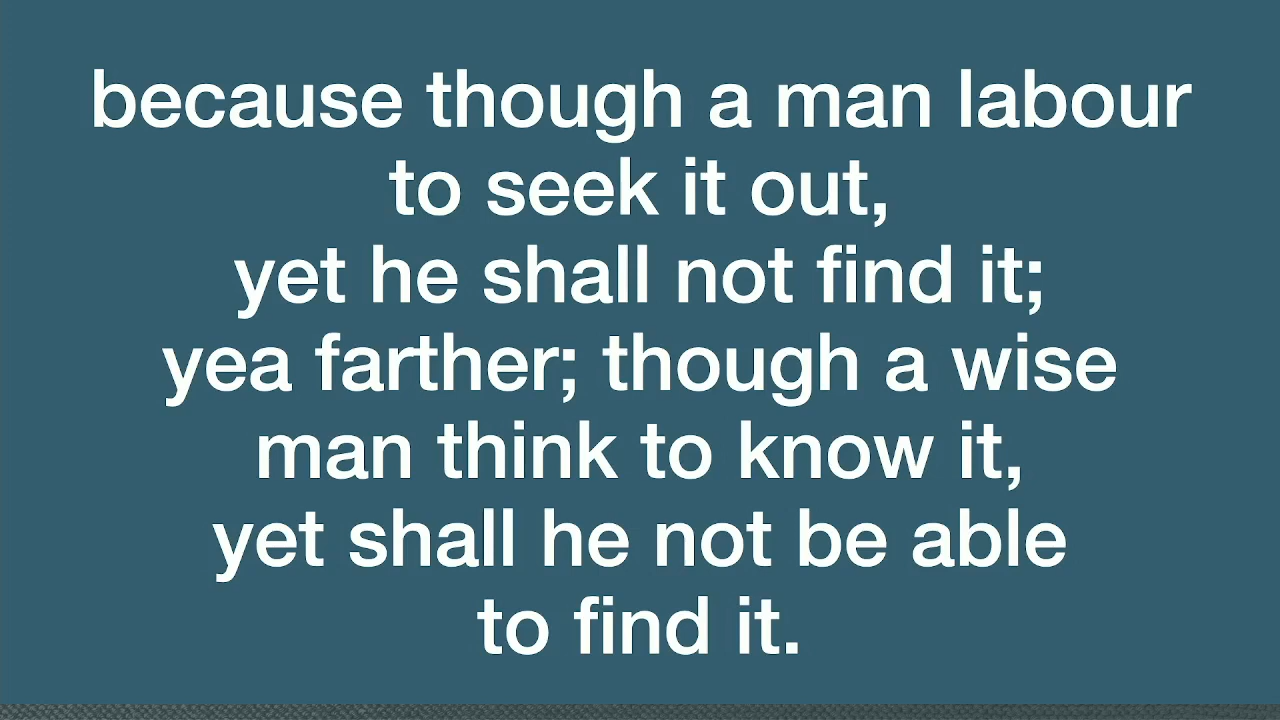 because though a man labour
to seek it out,
yet he shall not find it;
yea farther; though a wise
man think to know it,
yet shall he not be able
to find it.